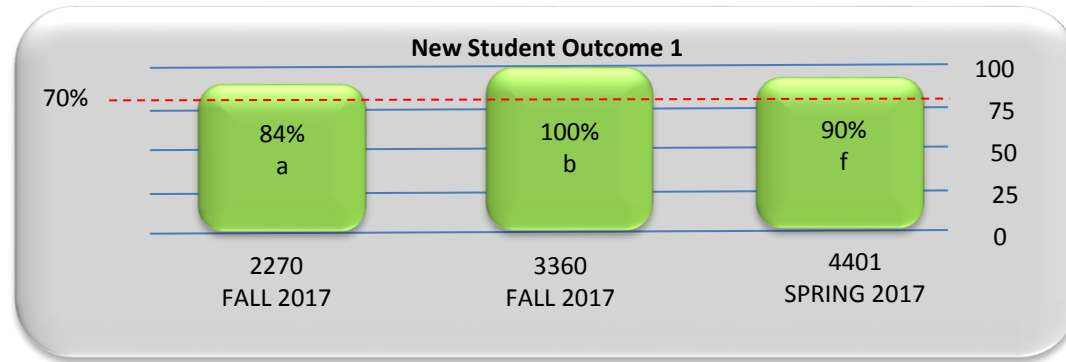 New Student Outcome 1
100
70%
75
84%
a
100%
b
90%
f
50
25
0
2270
FALL 2017
3360
FALL 2017
4401
SPRING 2017